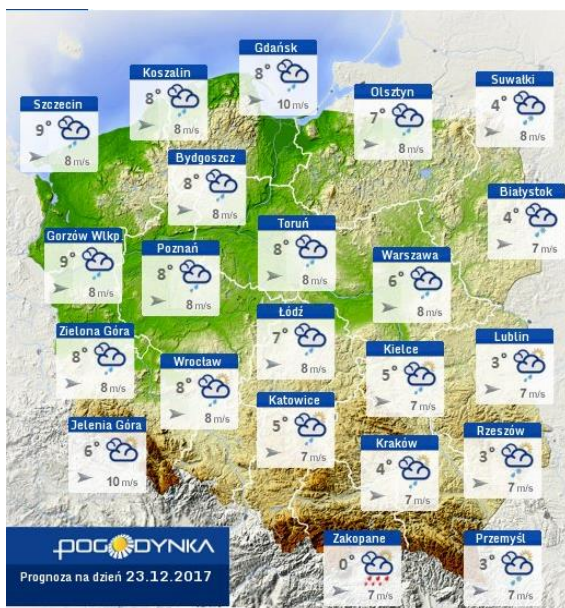 Gdańsk
8°
10 m/s
Koszalin
8°
8 m/s
Suwałki
4°
8 m/s
Olsztyn
7°
8 m/s
Szczecin
9°
8 m/s
Bydgoszcz
8°
8 m/s
Białystok
4°
7 m/s
Toruń
8°
8 m/s
Gorzów Wlkp.
9°
8 m/s
Poznań
8°
8 m/s
Warszawa
6°
8 m/s
Łódź
7°
8 m/s
Zielona Góra
8°
8 m/s
Lublin
3°
7 m/s
Kielce
5°
7 m/s
Wrocław
8°
8 m/s
Katowice
5°
7 m/s
Jelenia Góra
6°
10 m/s
Rzeszów
3°
7 m/s
Kraków
4°
7 m/s
Zakopane
0°
7 m/s
Przemyśl
3°
7 m/s
POGODYNKA
Prognoza na dzień 23.12.2017